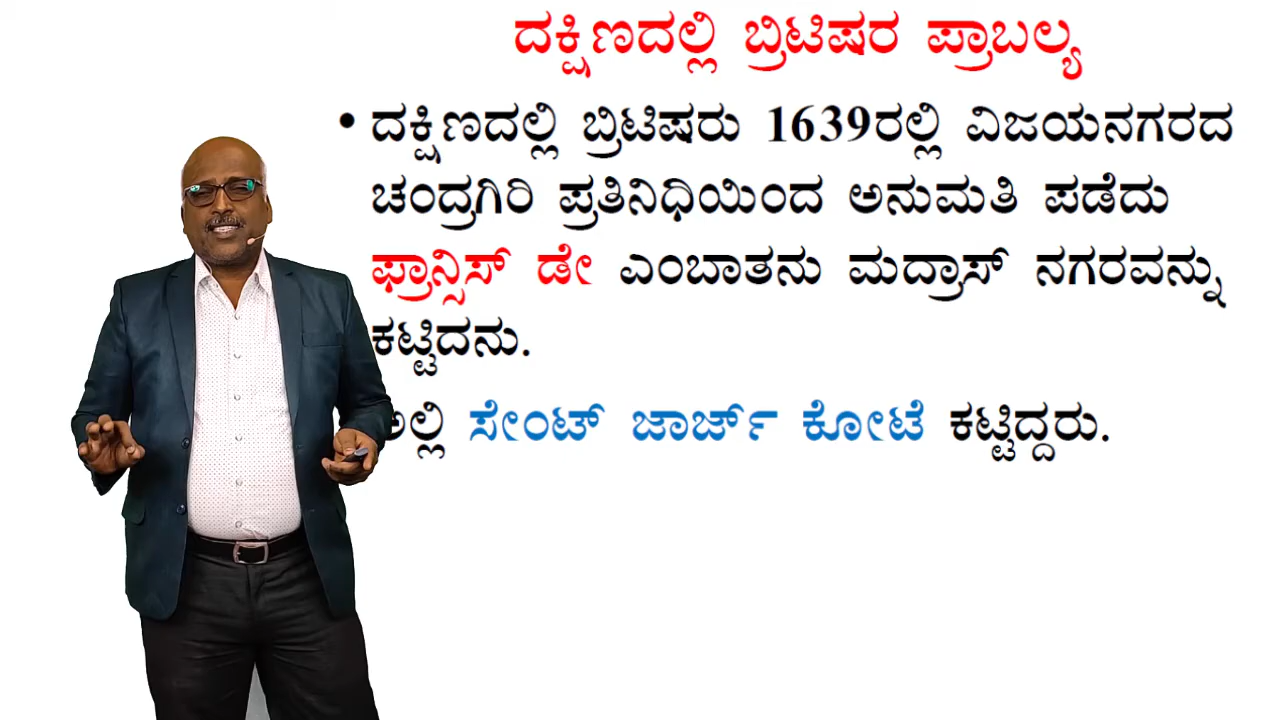 ದಕ್ಷಿಣದಲ್ಲಿ ಬ್ರಿಟಿಷರ ಪ್ರಾಬಲ್ಯ
• ದಕ್ಷಿಣದಲ್ಲಿ ಬ್ರಿಟಿಷರು 1639ರಲ್ಲಿ ವಿಜಯನಗರದ
ಚಂದ್ರಗಿರಿ ಪ್ರತಿನಿಧಿಯಿಂದ ಅನುಮತಿ ಪಡೆದು
ಫ್ರಾನ್ಸಿಸ್ ಡೇ ಎಂಬಾತನು ಮದ್ರಾಸ್ ನಗರವನ್ನು
ಕಟ್ಟಿದನು.
ಅಲ್ಲಿ ಸೇಂಟ್ ಜಾರ್ಜ್ ಕೋಟೆ ಕಟ್ಟಿದ್ದರು.